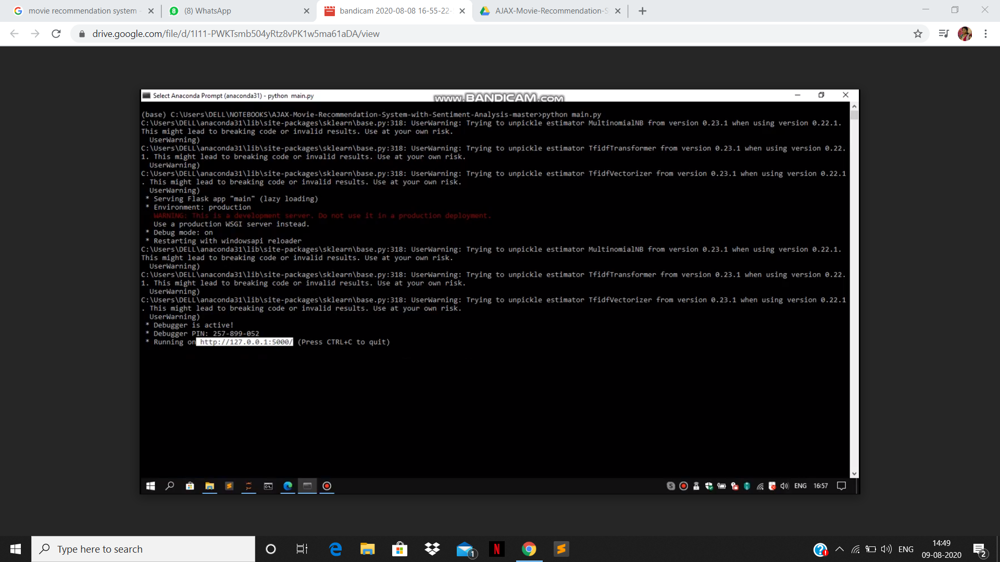 movie recommendation system -
(8) WhatsApp
bandicam 2020-08-08 16-55-22-
AJAX-Movie-Recommendation-S
drive.google.com/file/d/1I11-PWKTsmb504yRtz8vPK1w5ma61aDA/view
Select Anaconda Prompt (anaconda31) - python main.py
www.BANDICAM.com
(base) C:\Users\DELL\NOTEBOOKS\AJAX-Movie-Recommendation-System-with-Sentiment-Analysis-master>python main.py
C:\Users\DELL\anaconda31\lib\site-packages\sklearn\base.py:318: UserWarning: Trying to unpickle estimator MultinomialNB from version 0.23.1 when using version 0.22.1.
This might lead to breaking code or invalid results. Use at your own risk.
UserWarning)
C:\Users\DELL\anaconda31\lib\site-packages\sklearn\base.py:318: UserWarning: Trying to unpickle estimator TfidfTransformer from version 0.23.1 when using version 0.22.
1. This might lead to breaking code or invalid results. Use at your own risk.
UserWarning)
C:\Users\DELL\anaconda31\lib\site-packages\sklearn\base.py:318: UserWarning: Trying to unpickle estimator TfidfVectorizer from version 0.23.1 when using version 0.22.1
. This might lead to breaking code or invalid results. Use at your own risk.
UserWarning)
* Serving Flask app "main" (lazy loading)
* Environment: production
WARNING: This is a development server. Do not use it in a production deployment.
Use a production WSGI server instead.
* Debug mode: on
* Restarting with windowsapi reloader
C:\Users\DELL\anaconda31\lib\site-packages\sklearn\base.py:318: UserWarning: Trying to unpickle estimator MultinomialNB from version 0.23.1 when using version 0.22.1.
This might lead to breaking code or invalid results. Use at your own risk.
UserWarning)
C:\Users\DELL\anaconda31\lib\site-packages\sklearn\base.py:318: UserWarning: Trying to unpickle estimator TfidfTransformer from version 0.23.1 when using version 0.22.
1. This might lead to breaking code or invalid results. Use at your own risk.
UserWarning)
C:\Users\DELL\anaconda31\lib\site-packages\sklearn\base.py:318: UserWarning: Trying to unpickle estimator TfidfVectorizer from version 0.23.1 when using version 0.22.1
. This might lead to breaking code or invalid results. Use at your own risk.
UserWarning)
* Debugger is active!
* Debugger PIN: 257-899-052
* Running on http://127.0.0.1:5000/ (Press CTRL+C to quit)
ENG 16:57
Type here to search
1
N
ENG
14:49
09-08-2020
2